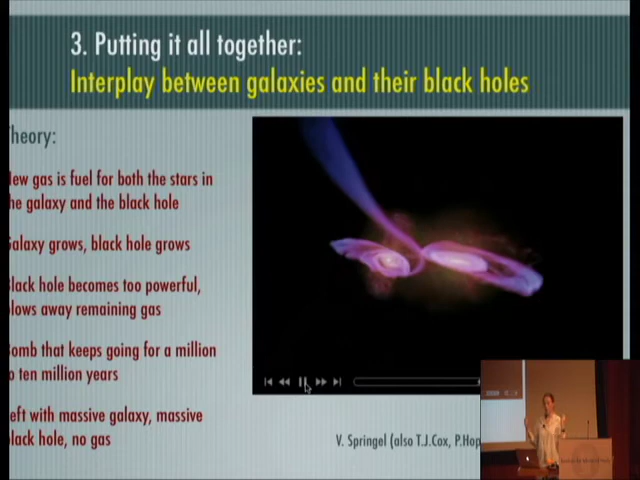 3. Putting it all together:
Interplay between galaxies and their black holes
heory:
ew gas is fuel for both the stars in
he galaxy and the black hole
alaxy grows, black hole grows
lack hole becomes too powerful,
lows away remaining gas
omb that keeps going for a million
o ten million years
eft with massive galaxy, massive
lack hole, no gas
V. Springel (also T.J.Cox, P.Hop